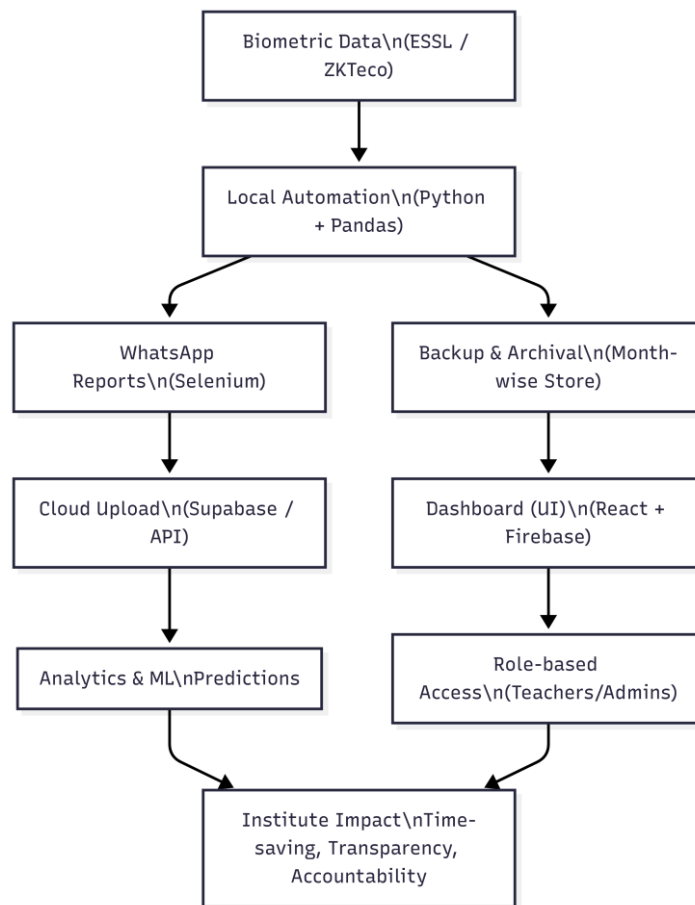 Biometric Data\n(ESSL /
ZKTeco)
Local Automation\n(Python
+ Pandas)
WhatsApp
Reports\n(Selenium)
Backup & Archival\n(Month-
wise Store)
Cloud Upload\n(Supabase /
API)
Dashboard (UI)\n(React +
Firebase)
Analytics & ML\nPredictions
Role-based
Access\n(Teachers/Admins)
Institute Impact\nTime-
saving, Transparency,
Accountability